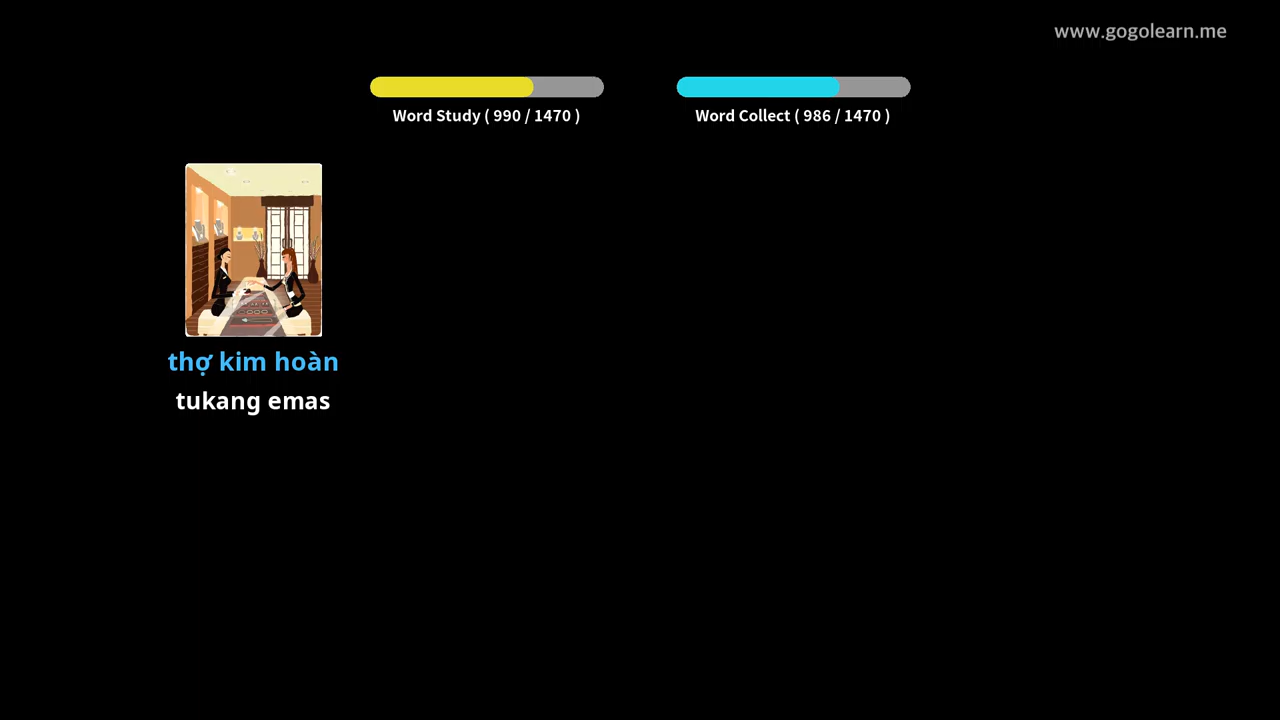 www.gogolearn.me
Word Study ( 990 / 1470 )
Word Collect ( 986 / 1470 )
thợ kim hoàn
tukang emas